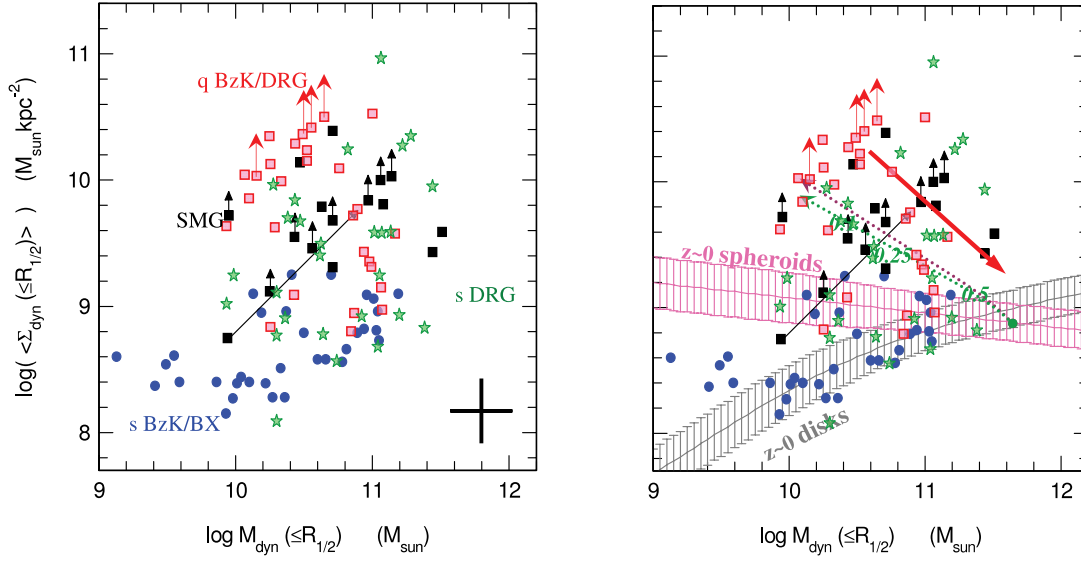 11
10
9
8
log( <Σdyn (≤R1/2)> ) (Msun kpc-2)
q BzK/DRG
SMG
s DRG
s BzK/BX
9 10 11 12
log Mdyn (≤R1/2) (Msun)
z~0 spheroids
0.25
0.5
z~0 disks
9 10 11 12
log Mdyn (≤R1/2) (Msun)